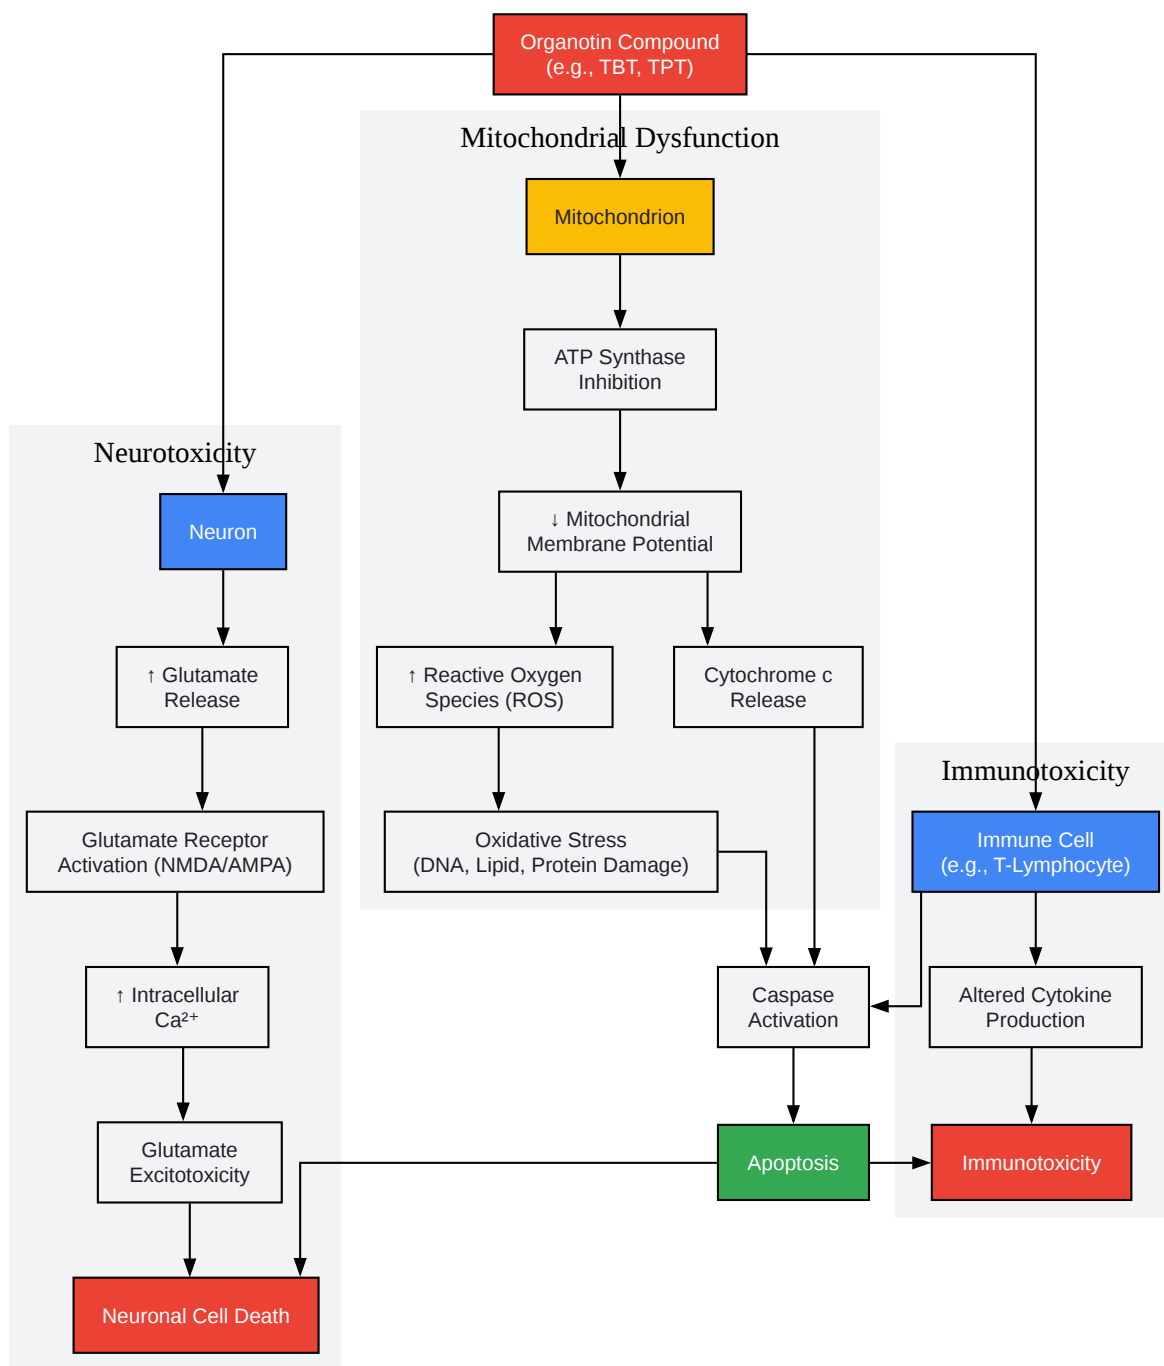 Organotin Compound
(e.g., TBT, TPT)
Mitochondrial Dysfunction
Mitochondrion
ATP Synthase
Inhibition
↓ Mitochondrial
Membrane Potential
↑ Reactive Oxygen
Species (ROS)
Cytochrome c
Release
Oxidative Stress
(DNA, Lipid, Protein Damage)
Neurotoxicity
Neuron
↑ Glutamate
Release
Glutamate Receptor
Activation (NMDA/AMPA)
↑ Intracellular
Ca²⁺
Glutamate
Excitotoxicity
Neuronal Cell Death
Immunotoxicity
Immune Cell
(e.g., T-Lymphocyte)
Altered Cytokine
Production
Immunotoxicity
Caspase
Activation
Apoptosis